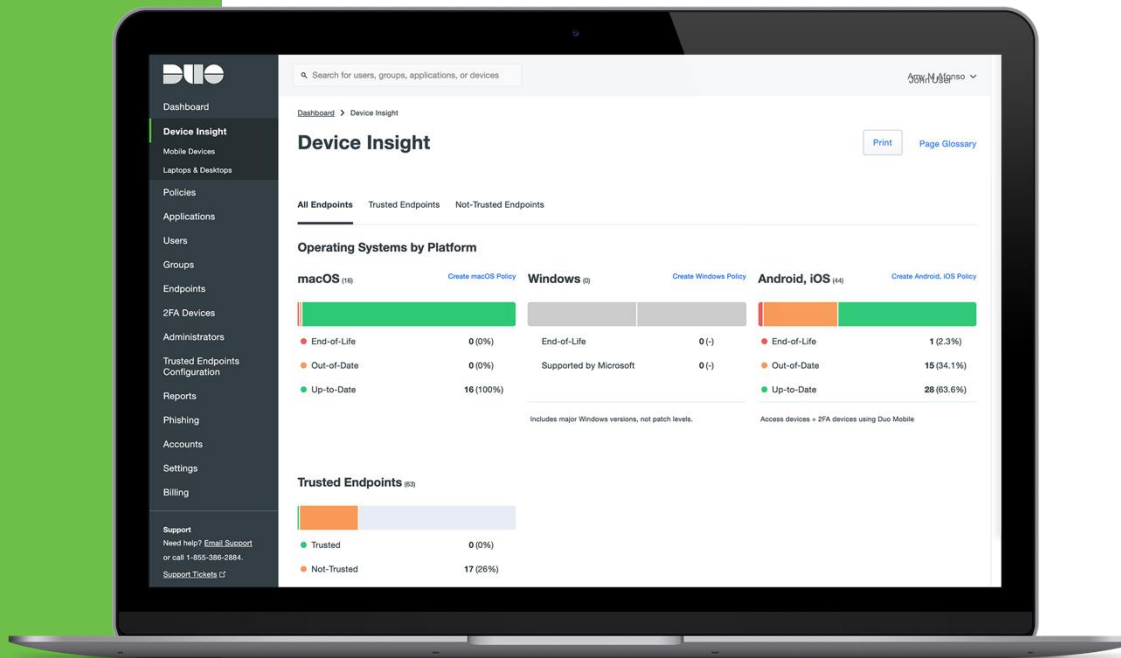 DUO
Search for users, groups, applications, or devices
Dashboard
Device Insight
Mobile Devices
Laptops & Desktops
Policies
Applications
Users
Groups
Endpoints
2FA Devices
Administrators
Trusted Endpoints
Configuration
Reports
Phishing
Accounts
Settings
Billing
Support
Need help? Email Support
or call 1-855-386-2884.
Support Tickets
Dashboard > Device Insight
Device Insight
Print
Page Glossary
All Endpoints Trusted Endpoints Not-Trusted Endpoints
Operating Systems by Platform
macOS (16) Create macOS Policy
End-of-Life 0 (0%)
Out-of-Date 0 (0%)
Up-to-Date 16 (100%)
Windows (0) Create Windows Policy
End-of-Life 0 (-)
Supported by Microsoft 0 (-)
Includes major Windows versions, not patch levels.
Android, iOS (44) Create Android, iOS Policy
End-of-Life 1 (2.3%)
Out-of-Date 15 (34.1%)
Up-to-Date 28 (63.6%)
Access devices + 2FA devices using Duo Mobile
Trusted Endpoints (63)
Trusted 0 (0%)
Not-Trusted 17 (26%)